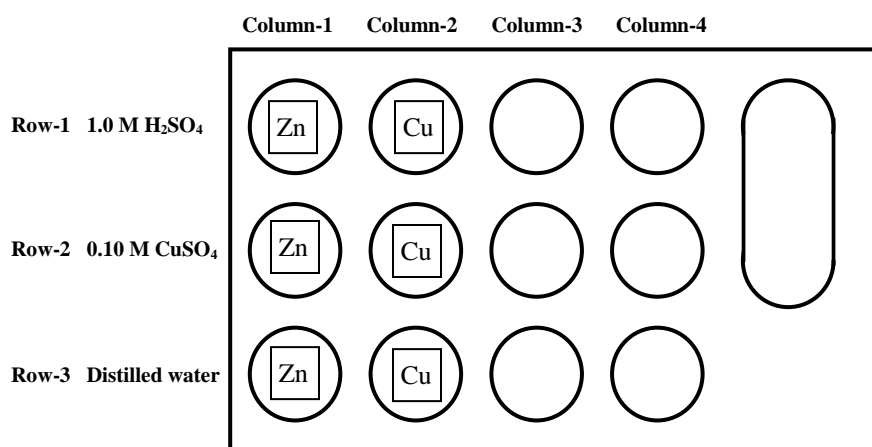 Column-1 Column-2 Column-3 Column-4
Row-1 1.0 M H₂SO₄ Zn Cu
Row-2 0.10 M CuSO₄ Zn Cu
Row-3 Distilled water Zn Cu